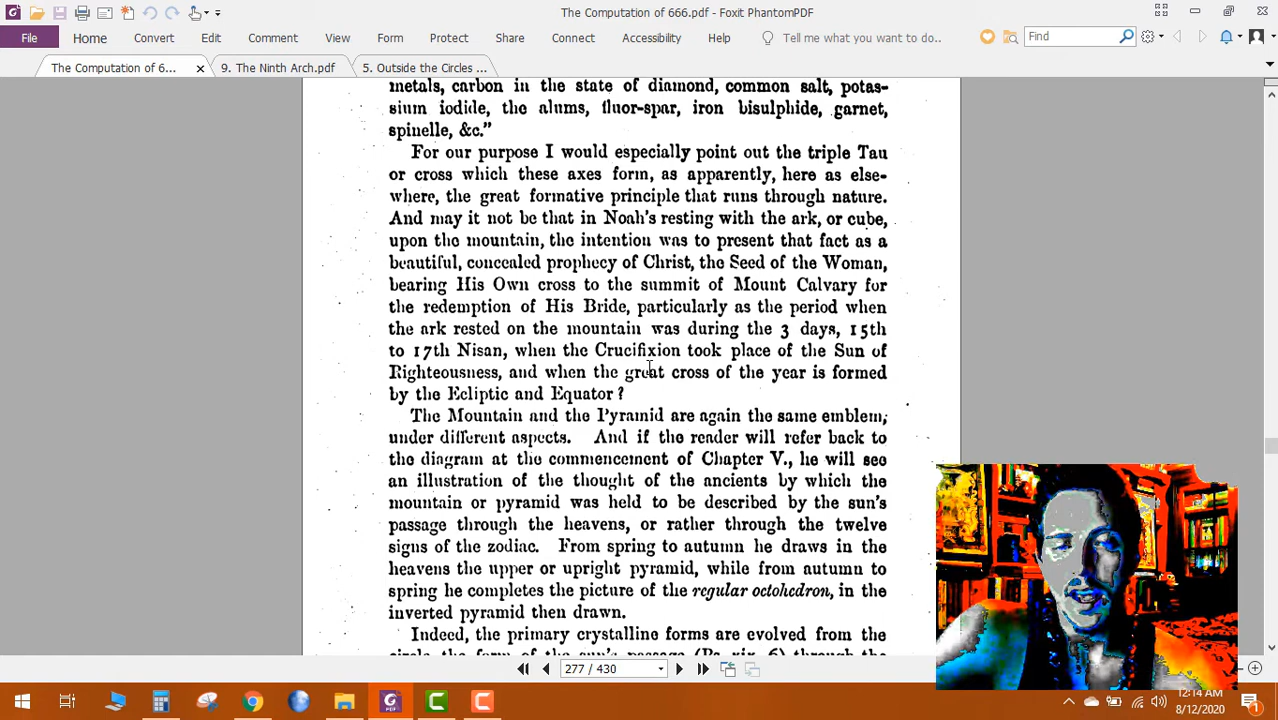 The Computation of 666.pdf - Foxit PhantomPDF
File Home Convert Edit Comment View Form Protect Share Connect Accessibility Help Tell me what you want to do.. Find
The Computation of 6... 9. The Ninth Arch.pdf 5. Outside the Circles ...
metals, carbon in the state of diamond, common salt, potas-
sium iodide, the alums, fluor-spar, iron bisulphide, garnet,
spinelle, &c."
For our purpose I would especially point out the triple Tau
or cross which these axes form, as apparently, here as else-
where, the great formative principle that runs through nature.
And may it not be that in Noah's resting with the ark, or cube,
upon the mountain, the intention was to present that fact as a
beautiful, concealed prophecy of Christ, the Seed of the Woman,
bearing His Own cross to the summit of Mount Calvary for
the redemption of His Bride, particularly as the period when
the ark rested on the mountain was during the 3 days, 15th
to 17th Nisan, when the Crucifixion took place of the Sun of
Righteousness, and when the great cross of the year is formed
by the Ecliptic and Equator?
The Mountain and the Pyramid are again the same emblem,
under different aspects. And if the reader will refer back to
the diagram at the commencement of Chapter V., he will see
an illustration of the thought of the ancients by which the
mountain or pyramid was held to be described by the sun's
passage through the heavens, or rather through the twelve
signs of the zodiac. From spring to autumn he draws in the
heavens the upper or upright pyramid, while from autumn to
spring he completes the picture of the regular octohedron, in the
inverted pyramid then drawn.
Indeed, the primary crystalline forms are evolved from the
circle, the form of the sun's passage (Ps. xix. 6) through the
277 / 430
12:14 AM
8/12/2020